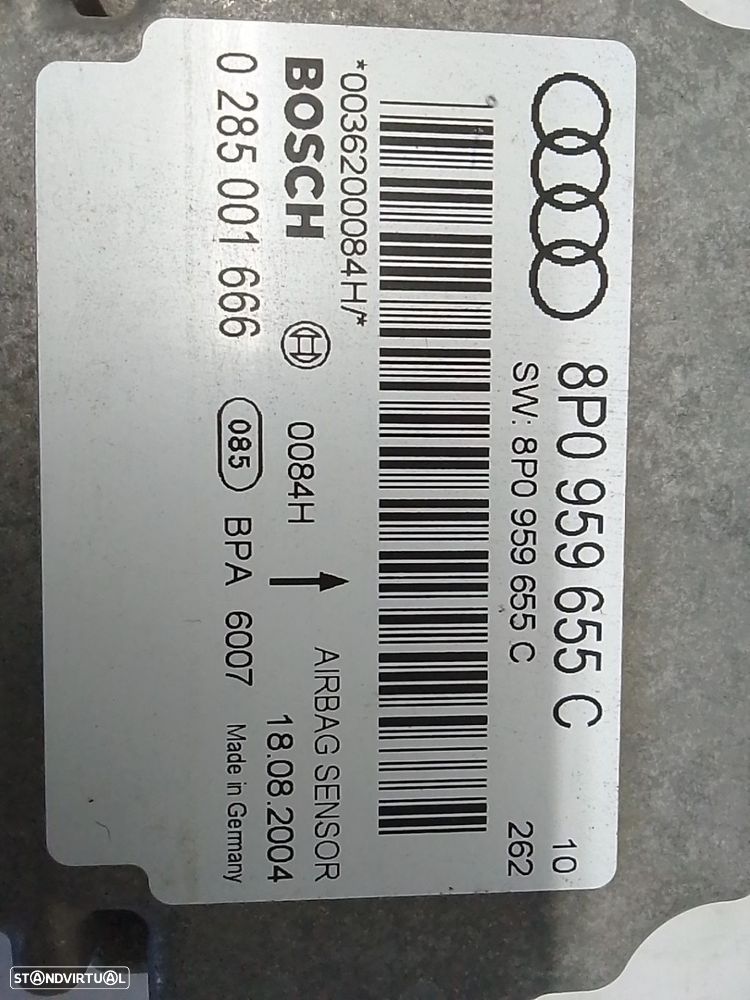 8P0 959 655 C
10
SW: 8P0 959 655 C
262
*0036200084H/*
BOSCH
0084H
AIRBAG SENSOR
0 285 001 666
085
BPA 6007
18.08.2004
Made in Germany
STANDVIRTUAL